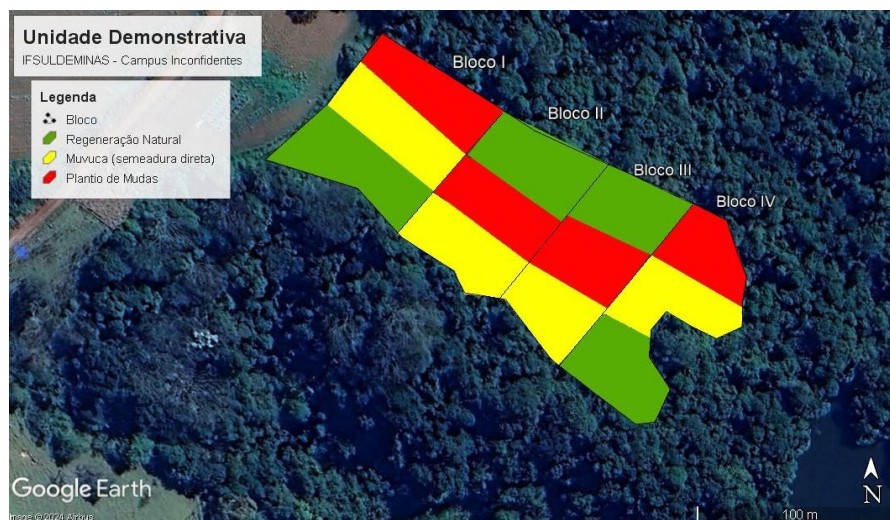 Unidade Demonstrativa
IFSULDEMINAS - Campus Inconfidentes
Legenda
Bloco
Regeneração Natural
Muvuca (semeadura direta)
Plantio de Mudas
Bloco I
Bloco II
Bloco III
Bloco IV
Google Earth
Image © 2024 Airbus
N
100 m